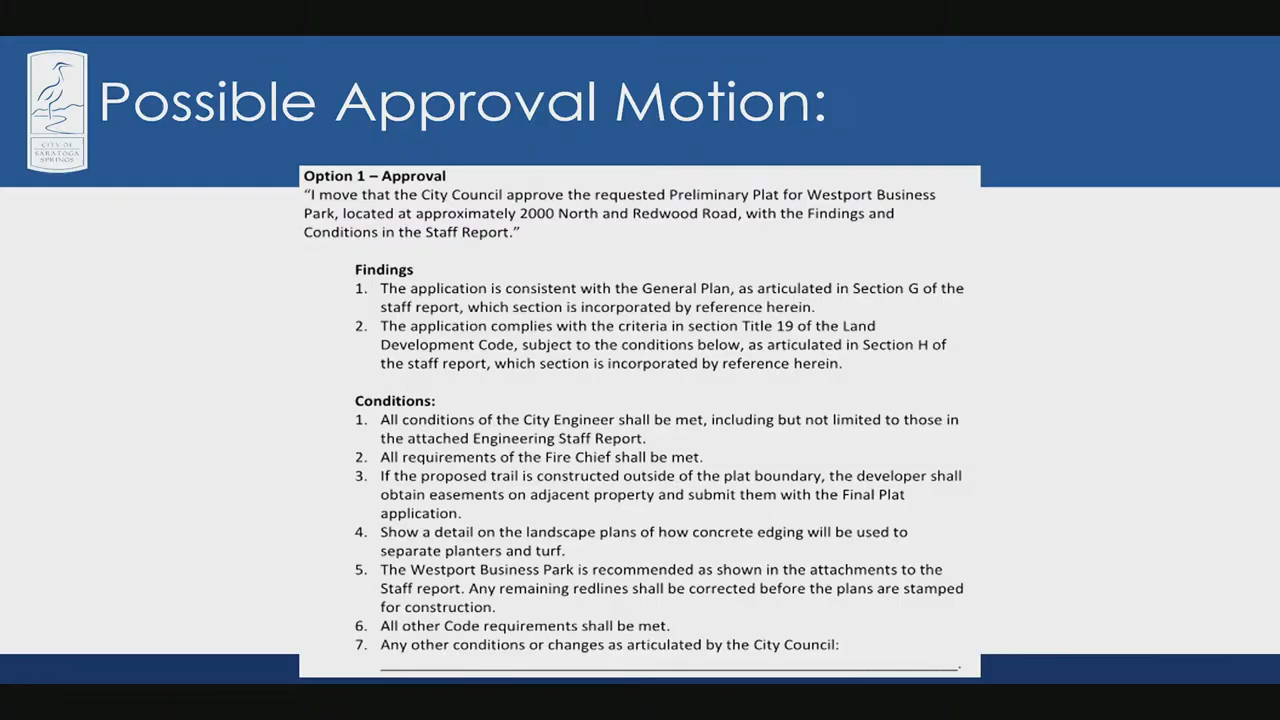 CITY OF
SARATOGA
SPRINGS
Possible Approval Motion:
Option 1 – Approval
“I move that the City Council approve the requested Preliminary Plat for Westport Business
Park, located at approximately 2000 North and Redwood Road, with the Findings and
Conditions in the Staff Report.”
Findings
1. The application is consistent with the General Plan, as articulated in Section G of the
staff report, which section is incorporated by reference herein.
2. The application complies with the criteria in section Title 19 of the Land
Development Code, subject to the conditions below, as articulated in Section H of
the staff report, which section is incorporated by reference herein.
Conditions:
1. All conditions of the City Engineer shall be met, including but not limited to those in
the attached Engineering Staff Report.
2. All requirements of the Fire Chief shall be met.
3. If the proposed trail is constructed outside of the plat boundary, the developer shall
obtain easements on adjacent property and submit them with the Final Plat
application.
4. Show a detail on the landscape plans of how concrete edging will be used to
separate planters and turf.
5. The Westport Business Park is recommended as shown in the attachments to the
Staff report. Any remaining redlines shall be corrected before the plans are stamped
for construction.
6. All other Code requirements shall be met.
7. Any other conditions or changes as articulated by the City Council:
______________________________________________________________________.